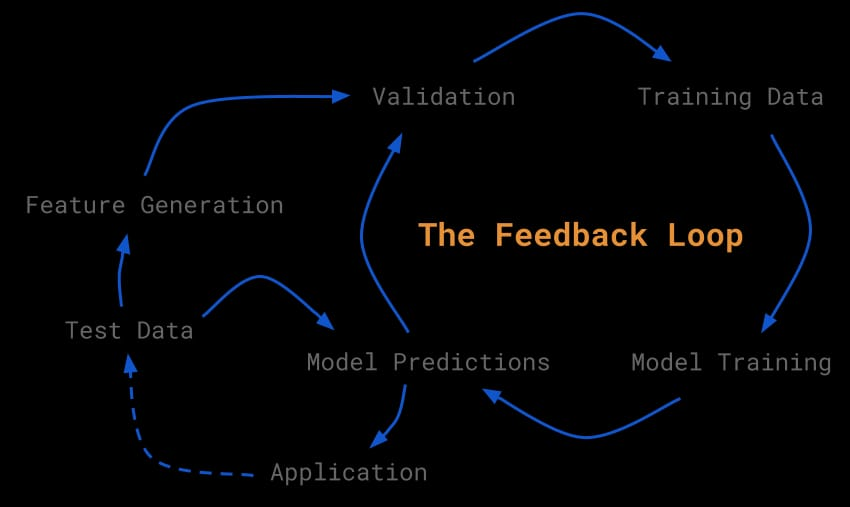 Validation
Training Data
Feature Generation
The Feedback Loop
Test Data
Model Predictions
Model Training
Application